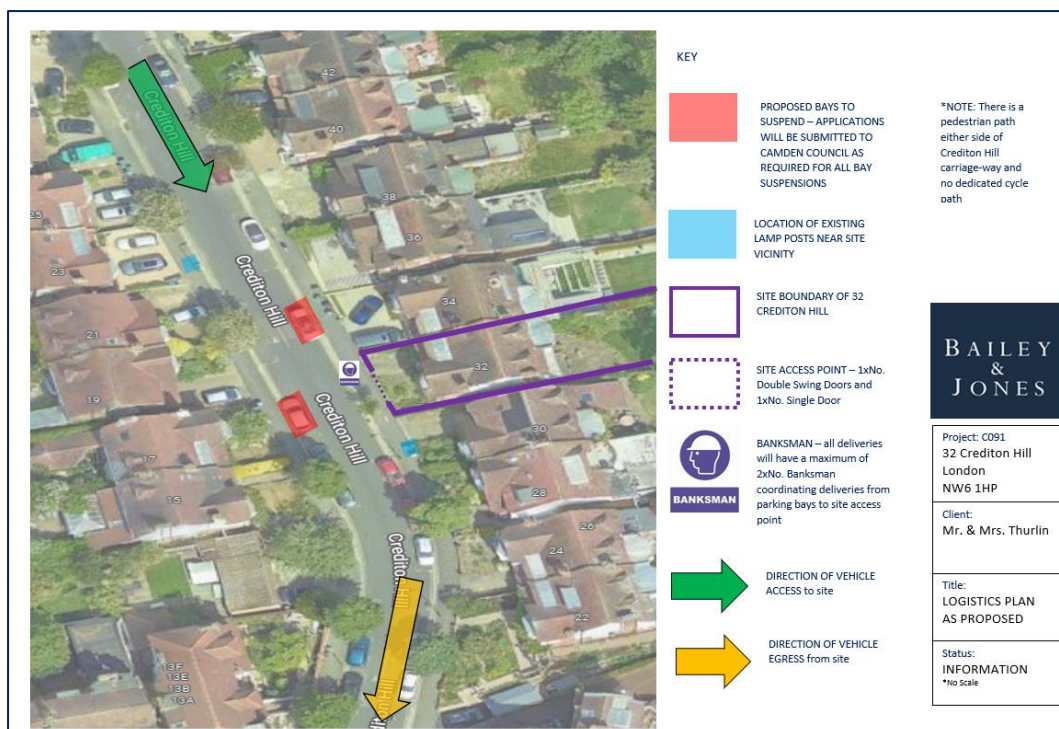 Crediton Hill
42
40
38
36
25
23
Crediton Hill
34
21
32
BANKSMAN
19
Crediton Hill
30
17
28
15
26
24
Crediton Hill
22
13F
13E
13B
13A
Crediton Hill
KEY
PROPOSED BAYS TO
SUSPEND – APPLICATIONS
WILL BE SUBMITTED TO
CAMDEN COUNCIL AS
REQUIRED FOR ALL BAY
SUSPENSIONS
*NOTE: There is a
pedestrian path
either side of
Crediton Hill
carriage-way and
no dedicated cycle
path
LOCATION OF EXISTING
LAMP POSTS NEAR SITE
VICINITY
SITE BOUNDARY OF 32
CREDITON HILL
SITE ACCESS POINT – 1xNo.
Double Swing Doors and
1xNo. Single Door
BANKSMAN
BANKSMAN – all deliveries
will have a maximum of
2xNo. Banksman
coordinating deliveries from
parking bays to site access
point
DIRECTION OF VEHICLE
ACCESS to site
DIRECTION OF VEHICLE
EGRESS from site
BAILEY
&
JONES
Project: C091
32 Crediton Hill
London
NW6 1HP
Client:
Mr. & Mrs. Thurlin
Title:
LOGISTICS PLAN
AS PROPOSED
Status:
INFORMATION
*No Scale